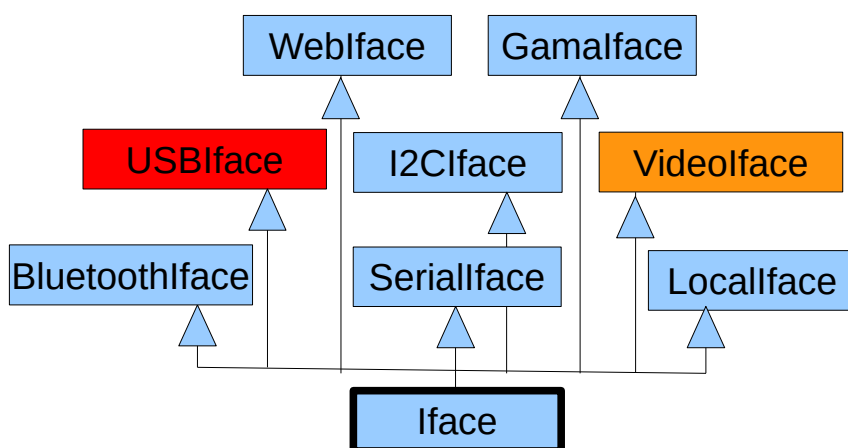 WebIface
GamaIface
USBIface
I2CIface
VideoIface
BluetoothIface
SerialIface
LocalIface
Iface